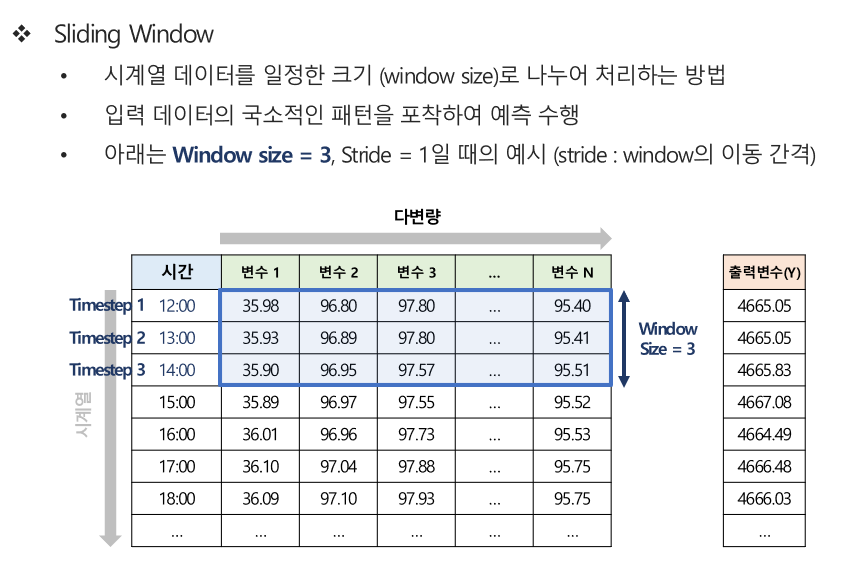 ❖ Sliding Window
• 시계열 데이터를 일정한 크기 (window size)로 나누어 처리하는 방법
• 입력 데이터의 국소적인 패턴을 포착하여 예측 수행
• 아래는 Window size = 3, Stride = 1일 때의 예시 (stride : window의 이동 간격)
다변량
시간 변수 1 변수 2 변수 3 ... 변수 N 출력변수(Y)
Timestep 1 12:00 35.98 96.80 97.80 ... 95.40 4665.05
Timestep 2 13:00 35.93 96.89 97.80 ... 95.41 4665.05
Timestep 3 14:00 35.90 96.95 97.57 ... 95.51 4665.83
Window
Size = 3
시계열
15:00 35.89 96.97 97.55 ... 95.52 4667.08
16:00 36.01 96.96 97.73 ... 95.53 4664.49
17:00 36.10 97.04 97.88 ... 95.75 4666.48
18:00 36.09 97.10 97.93 ... 95.75 4666.03
... ... ... ... ... ... ...